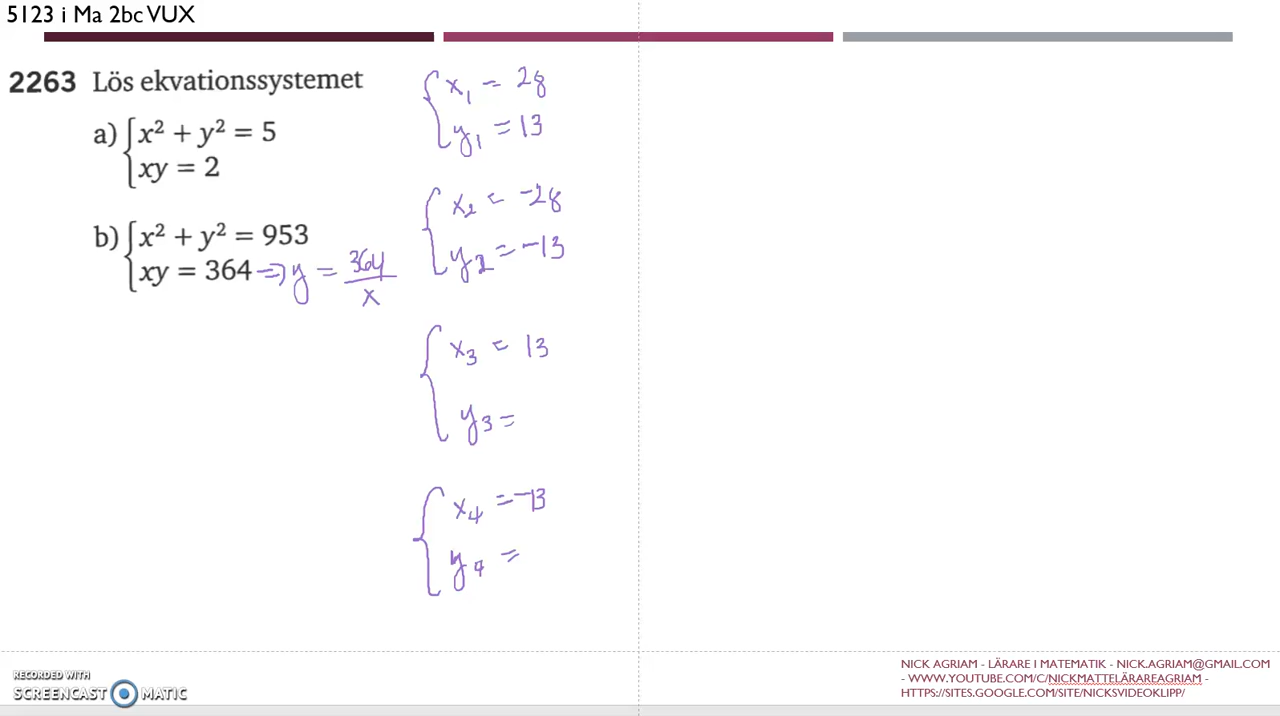 5123 i Ma 2bc VUX
2263 Lös ekvationssystemet
a) x² + y² = 5
xy = 2
b) x² + y² = 953
xy = 364 ⇒ y = 364/x
x₁ = 28
y₁ = 13
x₂ = -28
y₂ = -13
x₃ = 13
y₃ =
x₄ = -13
y₄ =
RECORDED WITH
SCREENCAST MATIC
NICK AGRIAM - LÄRARE I MATEMATIK - NICK.AGRIAM@GMAIL.COM
- WWW.YOUTUBE.COM/C/NICKMATTELÄRAREAGRIAM -
HTTPS://SITES.GOOGLE.COM/SITE/NICKSVIDEOKLIPP/